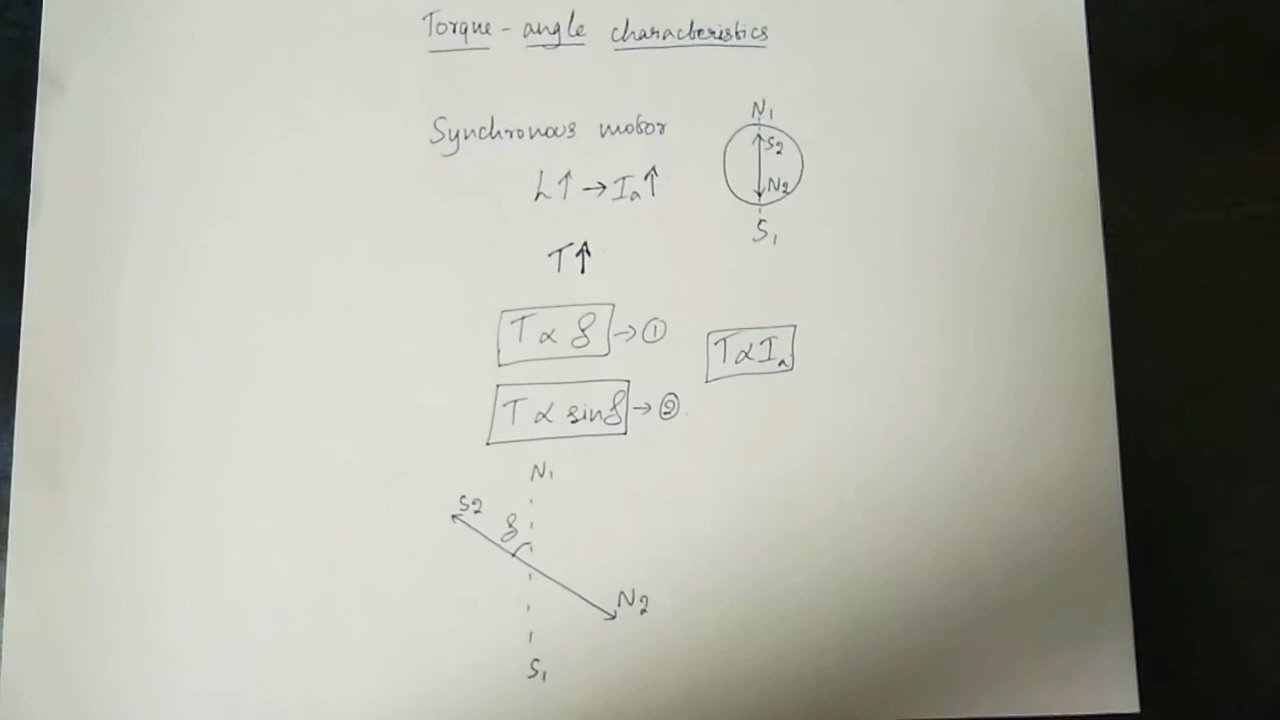 Torque - angle characteristics
Synchronous motor
N1
S2
N2
S1
L↑ → Ia↑
T↑
T ∝ δ → ①
T ∝ Ia
T ∝ sinδ → ②
N1
S2
δ
N2
S1